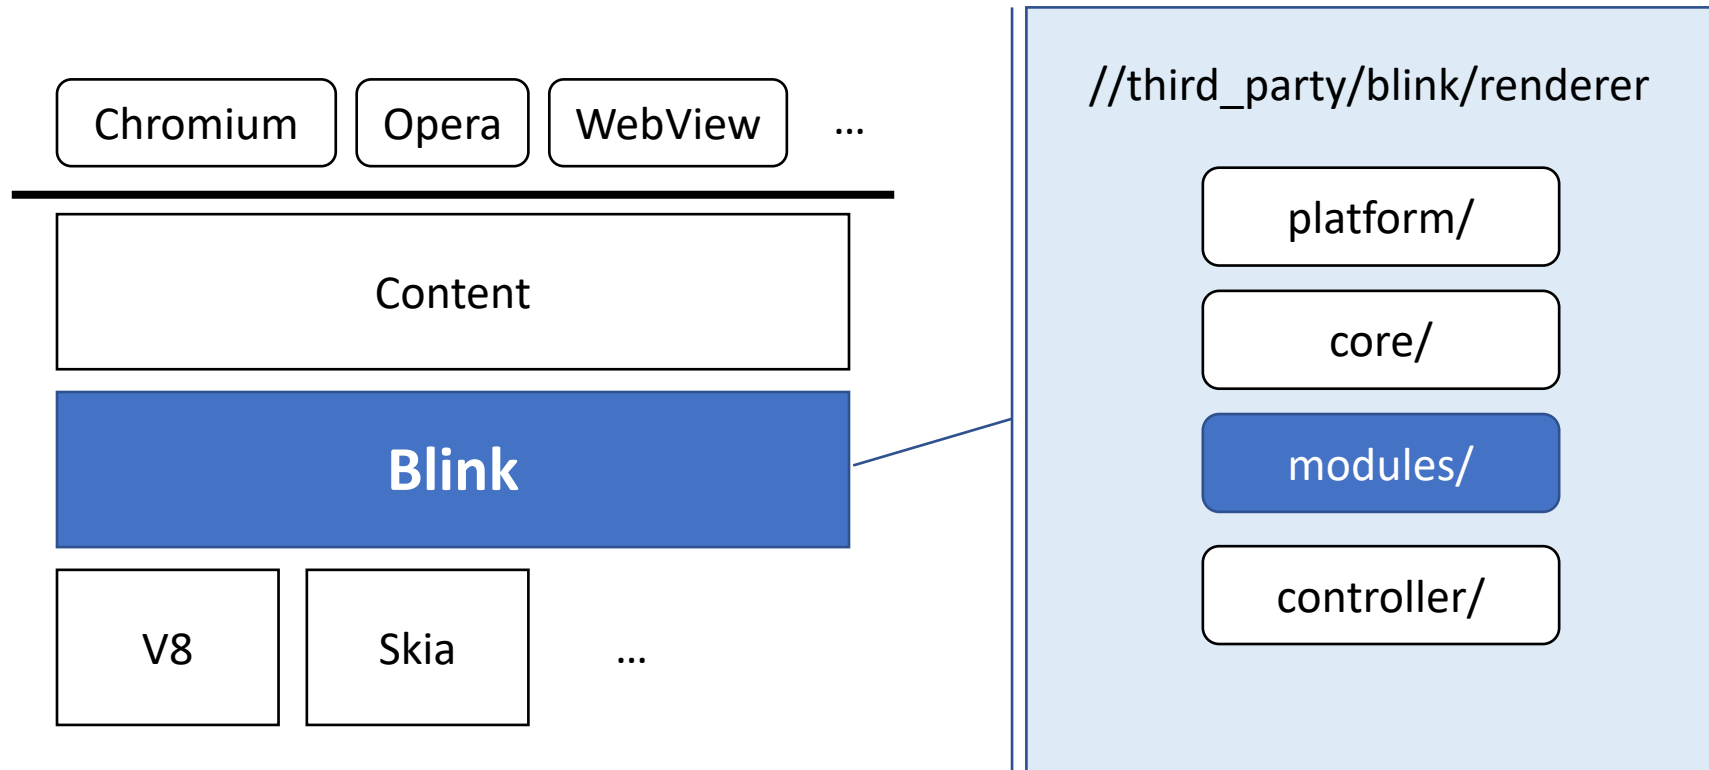 Chromium
Opera
WebView
...
Content
Blink
V8
Skia
...
//third_party/blink/renderer
platform/
core/
modules/
controller/